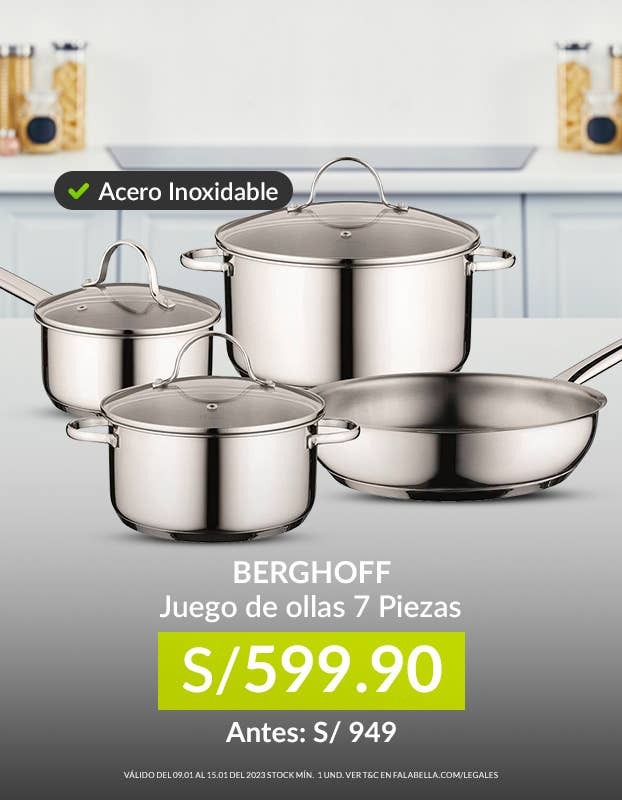 Acero Inoxidable
BERGHOFF
Juego de ollas 7 Piezas
S/599.90
Antes: S/ 949
VÁLIDO DEL 09.01 AL 15.01 DEL 2023 STOCK MÍN. 1 UND. VER T&C EN FALABELLA.COM/LEGALES